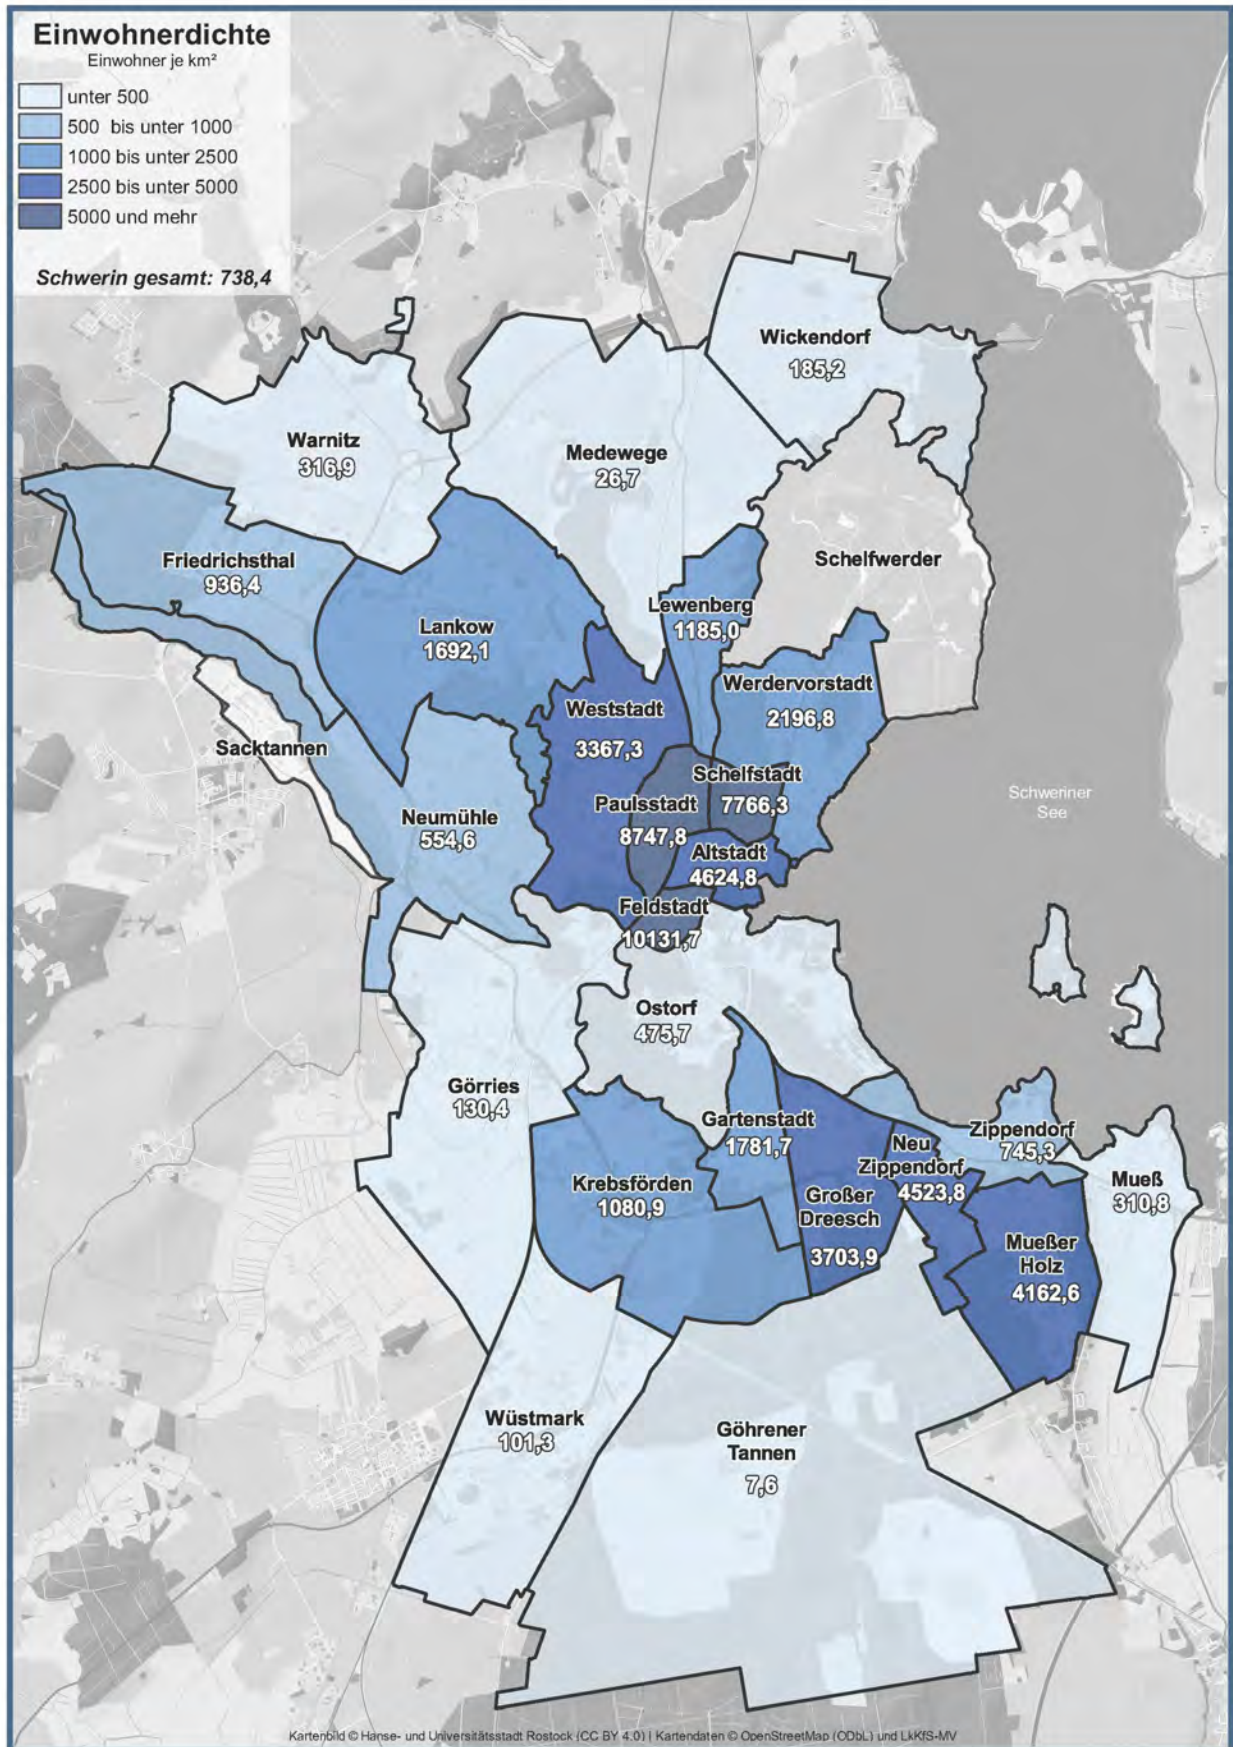 Einwohnerdichte
Einwohner je km²
unter 500
500 bis unter 1000
1000 bis unter 2500
2500 bis unter 5000
5000 und mehr
Schwerin gesamt: 738,4
Wickendorf
185,2
Warnitz
316,9
Medewege
26,7
Friedrichsthal
936,4
Schelfwerder
Lewenberg
1185,0
Lankow
1692,1
Werdervorstadt
2196,8
Weststadt
3367,3
Sacktannen
Schelfstadt
7766,3
Paulsstadt
8747,8
Neumühle
554,6
Schweriner
See
Altstadt
4624,8
Feldstadt
10131,7
Ostorf
475,7
Görries
130,4
Gartenstadt
1781,7
Zippendorf
745,3
Neu
Zippendorf
4523,8
Mueß
310,8
Krebsförden
1080,9
Großer
Dreesch
3703,9
Mueßer
Holz
4162,6
Wüstmark
101,3
Göhrener
Tannen
7,6
Kartenbild © Hanse- und Universitätsstadt Rostock (CC BY 4.0) | Kartendaten © OpenStreetMap (ODbL) und LkKfS-MV